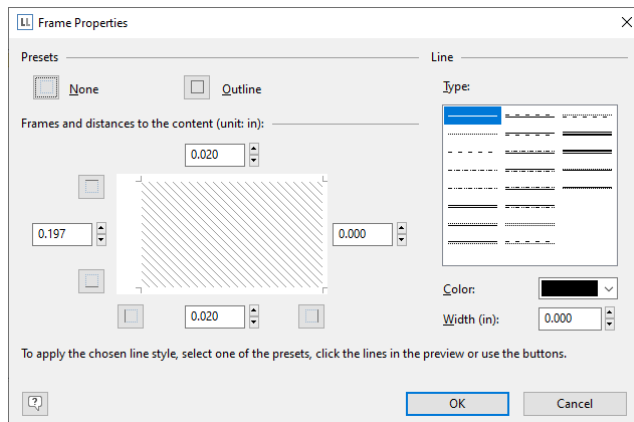 LL Frame Properties
Presets
Line
None
Outline
Type:
Frames and distances to the content (unit: in):
0.020
0.197
0.000
0.020
Color:
Width (in):
0.000
To apply the chosen line style, select one of the presets, click the lines in the preview or use the buttons.
?
OK
Cancel